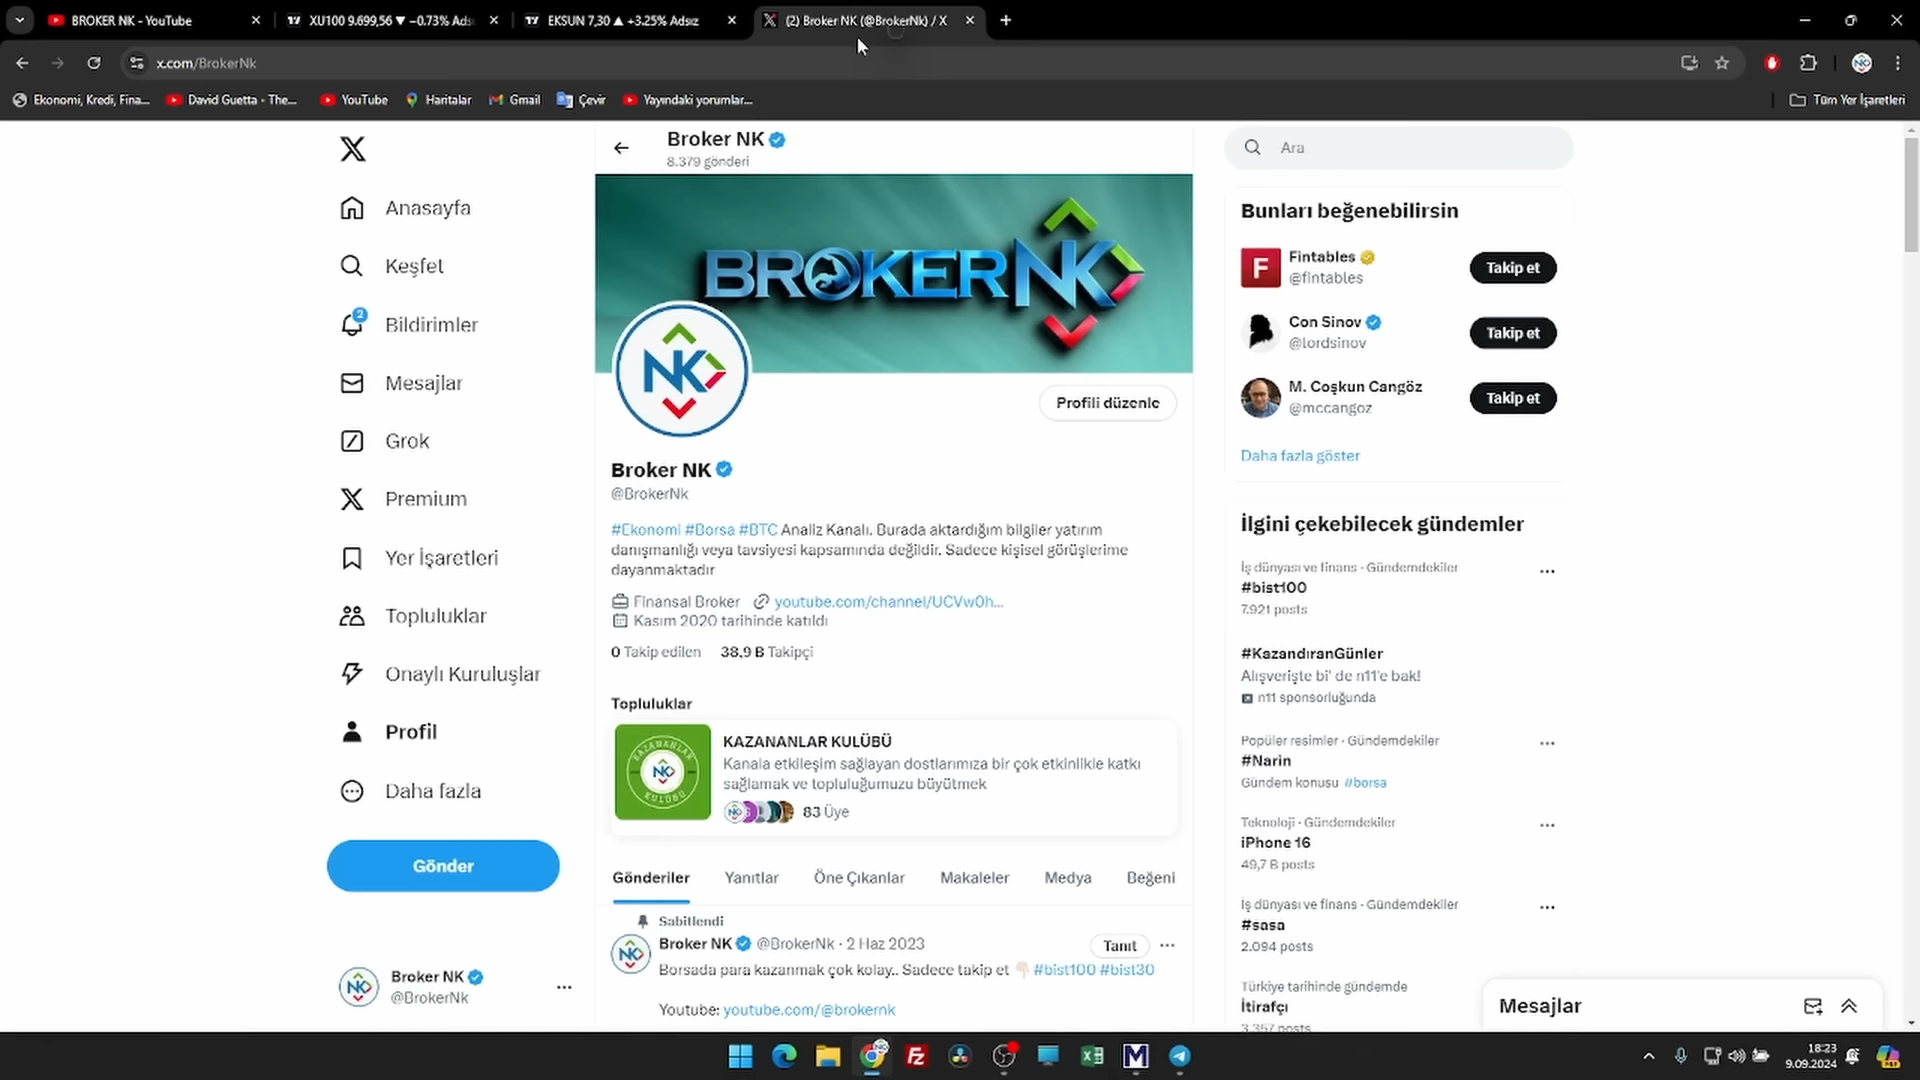 BROKER NK - YouTube
XU100 9.699,56 ▼ −0.73% Adsı
EKSUN 7,30 ▲ +3.25% Adsız
(2) Broker NK (@BrokerNk) / X
x.com/BrokerNk
Ekonomi, Kredi, Fina...
David Guetta - The...
YouTube
Haritalar
Gmail
Çevir
Yayındaki yorumlar...
Tüm Yer İşaretleri
Anasayfa
Keşfet
2
Bildirimler
Mesajlar
Grok
Premium
Yer İşaretleri
Topluluklar
Onaylı Kuruluşlar
Profil
Daha fazla
Gönder
Broker NK
@BrokerNk
Broker NK
8.379 gönderi
BROKER NK
NK
Profili düzenle
Broker NK
@BrokerNk
#Ekonomi #Borsa #BTC Analiz Kanalı. Burada aktardığım bilgiler yatırım
danışmanlığı veya tavsiyesi kapsamında değildir. Sadece kişisel görüşlerime
dayanmaktadır
Finansal Broker youtube.com/channel/UCVw0h...
Kasım 2020 tarihinde katıldı
0 Takip edilen 38,9 B Takipçi
Topluluklar
KAZANANLAR
NK
KULÜBÜ
KAZANANLAR KULÜBÜ
Kanala etkileşim sağlayan dostlarımıza bir çok etkinlikle katkı
sağlamak ve topluluğumuzu büyütmek
83 Üye
Gönderiler Yanıtlar Öne Çıkanlar Makaleler Medya Beğeni
Sabitlendi
Broker NK @BrokerNk · 2 Haz 2023
Tanıt
Borsada para kazanmak çok kolay.. Sadece takip et #bist100 #bist30
Youtube: youtube.com/@brokernk
Ara
Bunları beğenebilirsin
Fintables
@fintables
Takip et
Con Sinov
@lordsinov
Takip et
M. Coşkun Cangöz
@mccangoz
Takip et
Daha fazla göster
İlgini çekebilecek gündemler
İş dünyası ve finans · Gündemdekiler
#bist100
7.921 posts
#KazandıranGünler
Alışverişte bi' de n11'e bak!
n11 sponsorluğunda
Popüler resimler · Gündemdekiler
#Narin
Gündem konusu #borsa
Teknoloji · Gündemdekiler
iPhone 16
49,7 B posts
İş dünyası ve finans · Gündemdekiler
#sasa
2.094 posts
Türkiye tarihinde gündemde
İtirafçı
3.357 posts
Mesajlar
18:23
9.09.2024